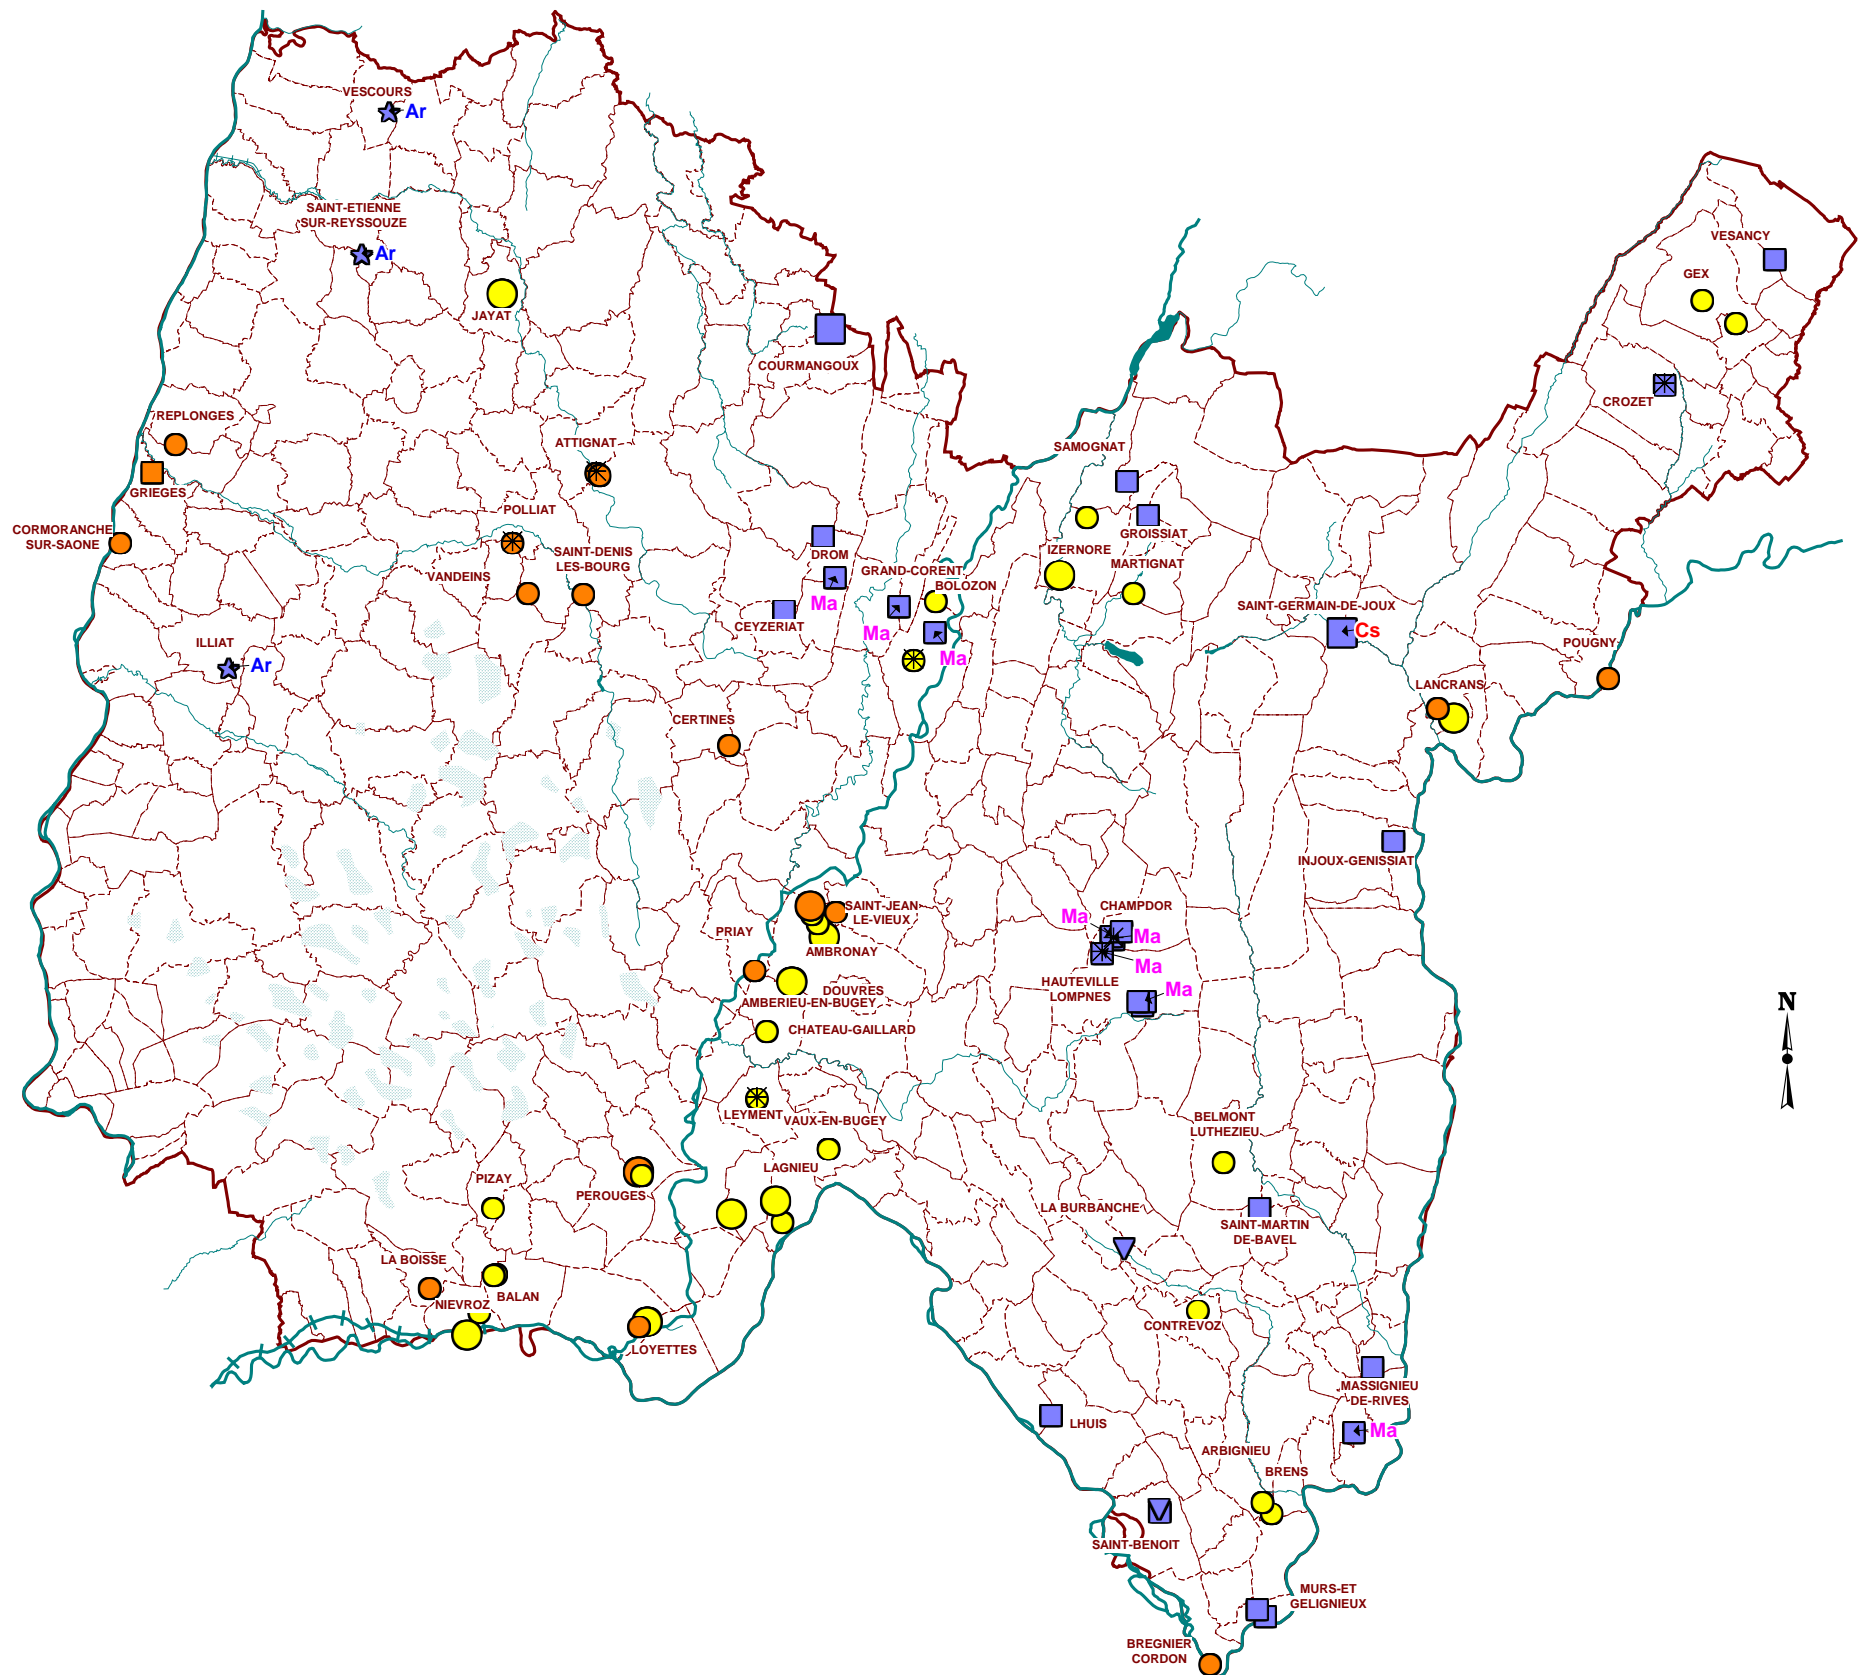 VESCOURS
Ar
SAINT-ETIENNE
SUR-REYSSOUZE
Ar
JAYAT
COURMANGOUX
VESANCY
GEX
CROZET
REPLONGES
GRIEGES
CORMORANCHE
SUR-SAONE
ATTIGNAT
POLLIAT
SAINT-DENIS
LES-BOURG
VANDEINS
ILLIAT
Ar
DROM
Ma
CEYZERIAT
GRAND-CORENT
BOLOZON
Ma
Ma
SAMOGNAT
GROISSIAT
IZERNORE
MARTIGNAT
SAINT-GERMAIN-DE-JOUX
Cs
POUGNY
LANCRANS
CERTINES
INJOUX-GENISSIAT
SAINT-JEAN
LE-VIEUX
PRIAY
AMBRONAY
DOUVRES
AMBERIEU-EN-BUGEY
CHATEAU-GAILLARD
CHAMPDOR
Ma
Ma
Ma
HAUTEVILLE
LOMPNES
Ma
N
LEYMENT
VAUX-EN-BUGEY
LAGNIEU
PEROUGES
PIZAY
LA BOISSE
NIEVROZ
BALAN
LOYETTES
BELMONT
LUTHEZIEU
LA BURBANCHE
SAINT-MARTIN
DE-BAVEL
CONTREVOZ
MASSIGNIEU
DE-RIVES
Ma
LHUIS
ARBIGNIEU
BRENS
SAINT-BENOIT
MURS-ET
GELIGNIEUX
BREGNIER
CORDON